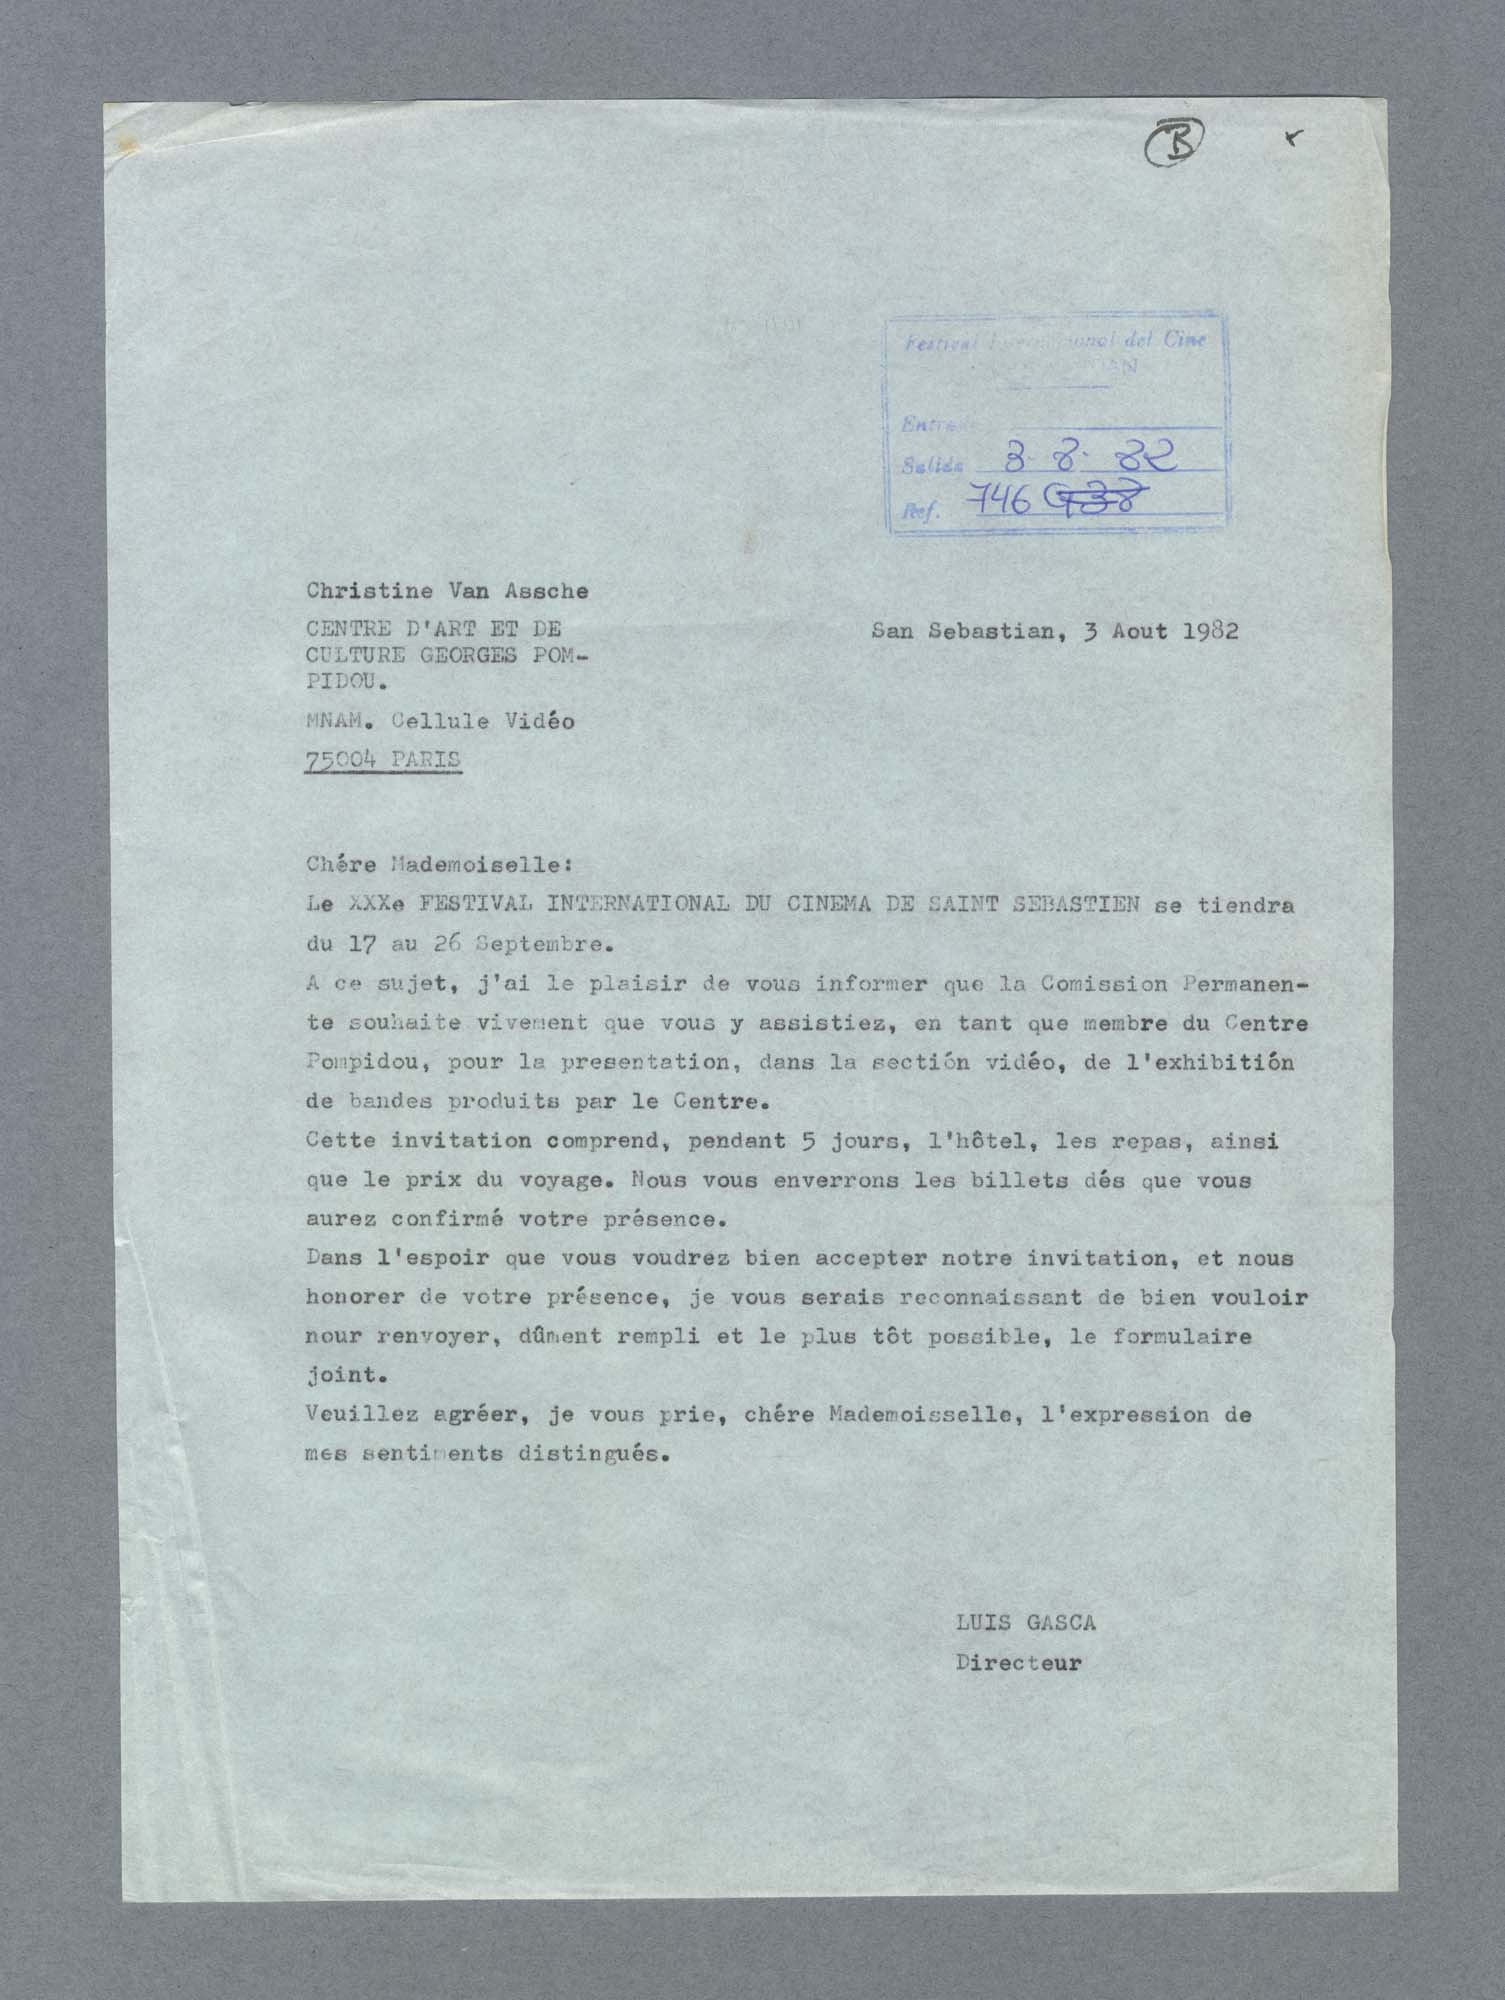 B
Festival Internacional del Cine
Entrada
Salida 3 8 82
Ref. 746 G38
Christine Van Assche
CENTRE D'ART ET DE
CULTURE GEORGES POM-
PIDOU.
MNAM. Cellule Vidéo
75004 PARIS
San Sebastian, 3 Aout 1982
Chére Mademoiselle:
Le XXXe FESTIVAL INTERNATIONAL DU CINEMA DE SAINT SEBASTIEN se tiendra
du 17 au 26 Septembre.
A ce sujet, j'ai le plaisir de vous informer que la Comission Permanen-
te souhaite vivement que vous y assistiez, en tant que membre du Centre
Pompidou, pour la presentation, dans la sectión vidéo, de l'exhibitión
de bandes produits par le Centre.
Cette invitation comprend, pendant 5 jours, l'hôtel, les repas, ainsi
que le prix du voyage. Nous vous enverrons les billets dés que vous
aurez confirmé votre présence.
Dans l'espoir que vous voudrez bien accepter notre invitation, et nous
honorer de votre présence, je vous serais reconnaissant de bien vouloir
nour renvoyer, dûment rempli et le plus tôt possible, le formulaire
joint.
Veuillez agréer, je vous prie, chére Mademoisselle, l'expression de
mes sentiments distingués.
LUIS GASCA
Directeur